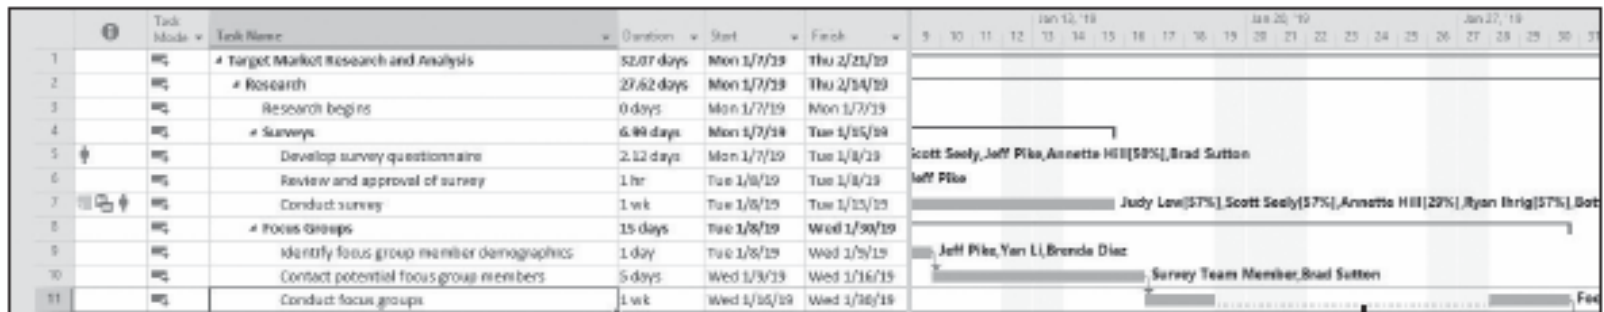 Task Mode Task Name Duration Start Finish Jan 13, '19 Jan 20, '19 Jan 27, '19
9 10 11 12 13 14 15 16 17 18 19 20 21 22 23 24 25 26 27 28 29 30 31
1 Target Market Research and Analysis 32.07 days Mon 1/7/19 Thu 2/21/19
2 Research 27.62 days Mon 1/7/19 Thu 2/14/19
3 Research begins 0 days Mon 1/7/19 Mon 1/7/19
4 Surveys 6.99 days Mon 1/7/19 Tue 1/15/19
5 Develop survey questionnaire 2.12 days Mon 1/7/19 Tue 1/8/19 Scott Seely,Jeff Pike,Annette Hill[50%],Brad Sutton
6 Review and approval of survey 1 hr Tue 1/8/19 Tue 1/8/19 Jeff Pike
7 Conduct survey 1 wk Tue 1/8/19 Tue 1/15/19 Judy Lew[57%],Scott Seely[57%],Annette Hill[29%],Ryan Ihrig[57%],
8 Focus Groups 15 days Tue 1/8/19 Wed 1/30/19
9 Identify focus group member demographics 1 day Tue 1/8/19 Wed 1/9/19 Jeff Pike,Yan Li,Brenda Diaz
10 Contact potential focus group members 5 days Wed 1/9/19 Wed 1/16/19 Survey Team Member,Brad Sutton
11 Conduct focus groups 1 wk Wed 1/16/19 Wed 1/30/19